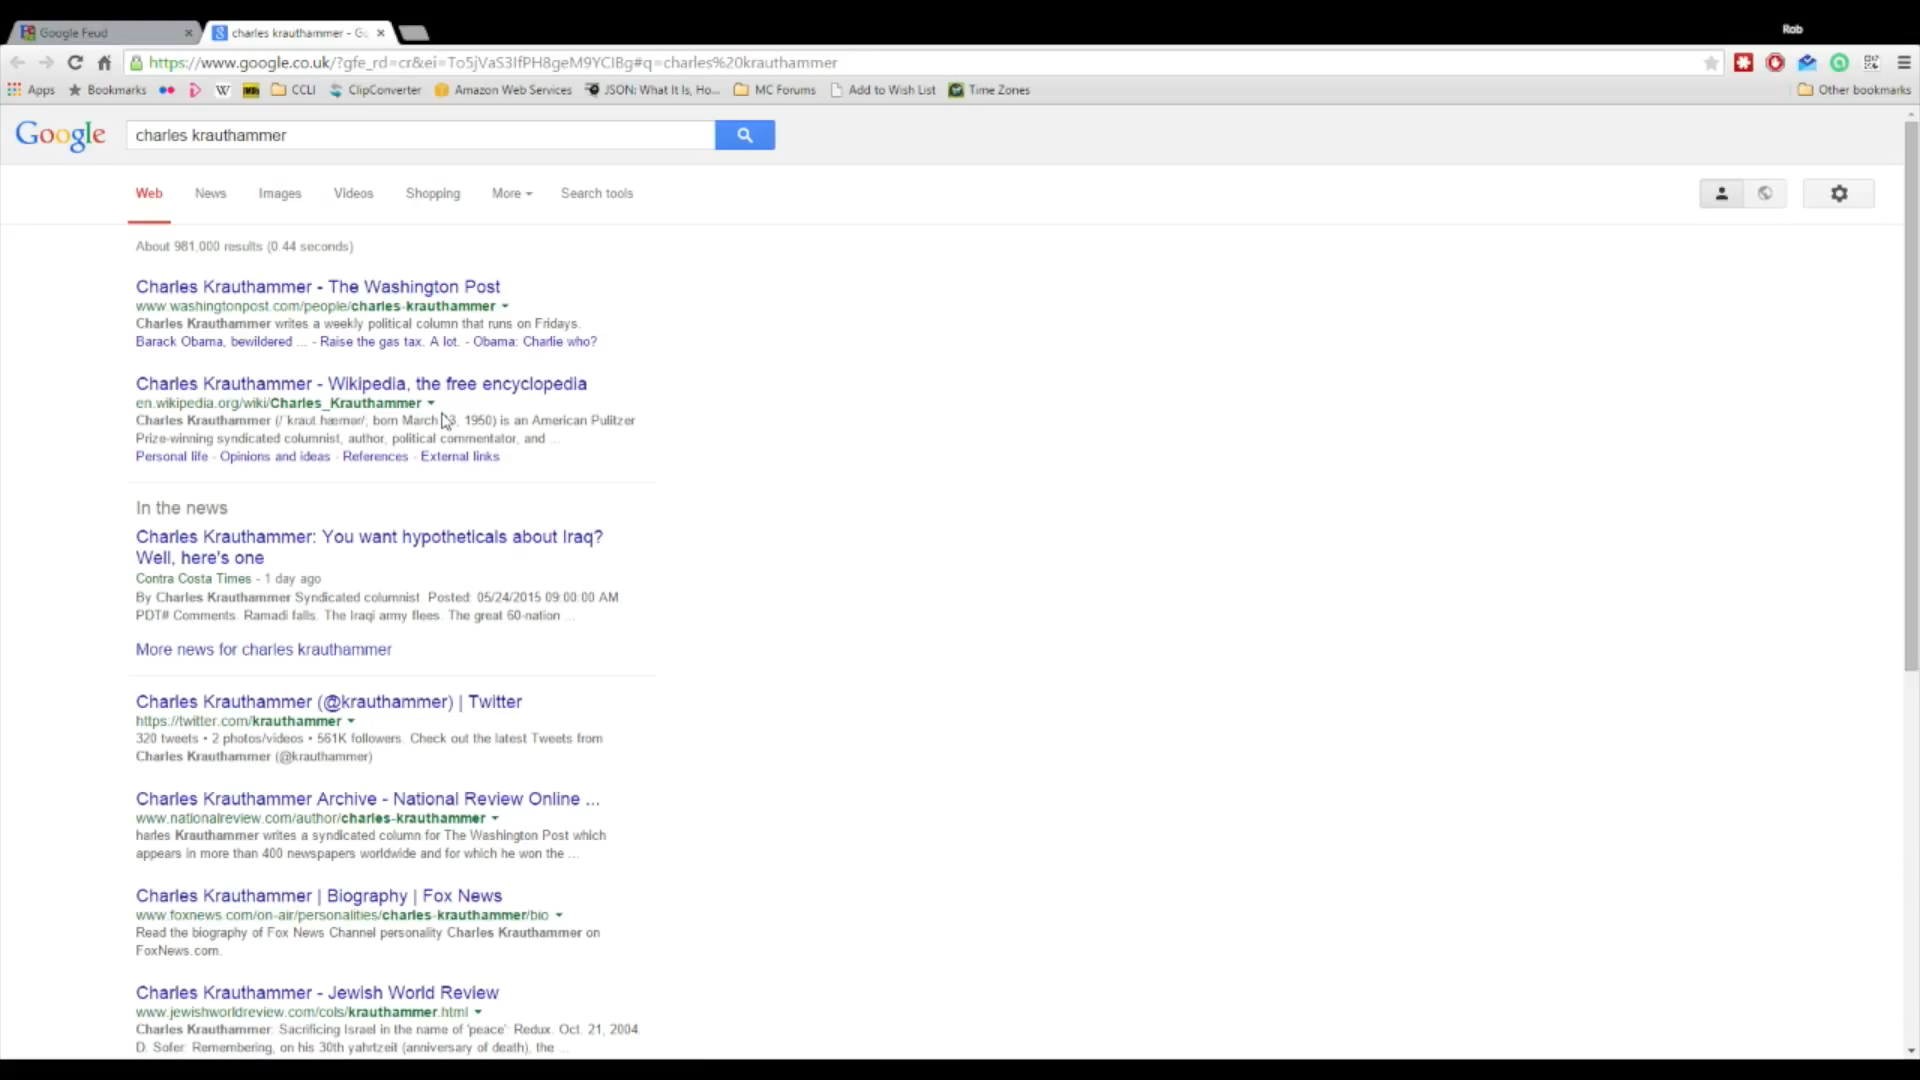 Rob
Google Feud
charles krauthammer - Go
https://www.google.co.uk/?gfe_rd=cr&ei=To5jVaS3IfPH8geM9YCIBg#q=charles%20krauthammer
Apps Bookmarks W CCLI ClipConverter Amazon Web Services JSON: What It Is, Ho... MC Forums Add to Wish List Time Zones Other bookmarks
Google charles krauthammer
Web News Images Videos Shopping More Search tools
About 981,000 results (0.44 seconds)
Charles Krauthammer - The Washington Post
www.washingtonpost.com/people/charles-krauthammer
Charles Krauthammer writes a weekly political column that runs on Fridays.
Barack Obama, bewildered ... - Raise the gas tax. A lot. - Obama: Charlie who?
Charles Krauthammer - Wikipedia, the free encyclopedia
en.wikipedia.org/wiki/Charles_Krauthammer
Charles Krauthammer (/ˈkraʊt.hæmər/; born March 3, 1950) is an American Pulitzer
Prize-winning syndicated columnist, author, political commentator, and ...
Personal life - Opinions and ideas - References - External links
In the news
Charles Krauthammer: You want hypotheticals about Iraq?
Well, here's one
Contra Costa Times - 1 day ago
By Charles Krauthammer Syndicated columnist. Posted: 05/24/2015 09:00:00 AM
PDT# Comments. Ramadi falls. The Iraqi army flees. The great 60-nation ...
More news for charles krauthammer
Charles Krauthammer (@krauthammer) | Twitter
https://twitter.com/krauthammer
320 tweets • 2 photos/videos • 561K followers. Check out the latest Tweets from
Charles Krauthammer (@krauthammer)
Charles Krauthammer Archive - National Review Online ...
www.nationalreview.com/author/charles-krauthammer
harles Krauthammer writes a syndicated column for The Washington Post which
appears in more than 400 newspapers worldwide and for which he won the ...
Charles Krauthammer | Biography | Fox News
www.foxnews.com/on-air/personalities/charles-krauthammer/bio
Read the biography of Fox News Channel personality Charles Krauthammer on
FoxNews.com.
Charles Krauthammer - Jewish World Review
www.jewishworldreview.com/cols/krauthammer.html
Charles Krauthammer: Sacrificing Israel in the name of 'peace': Redux. Oct. 21, 2004.
D. Sofer: Remembering, on his 30th yahrtzeit (anniversary of death), the ...